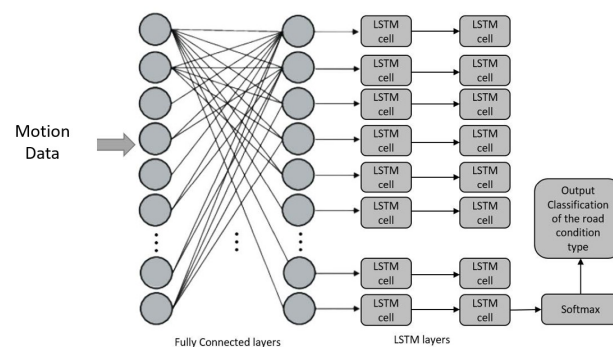 Motion
Data
LSTM
cell
LSTM
cell
LSTM
cell
LSTM
cell
LSTM
cell
LSTM
cell
LSTM
cell
LSTM
cell
LSTM
cell
LSTM
cell
LSTM
cell
LSTM
cell
LSTM
cell
LSTM
cell
LSTM
cell
LSTM
cell
Output
Classification
of the road
condition
type
Softmax
Fully Connected layers
LSTM layers